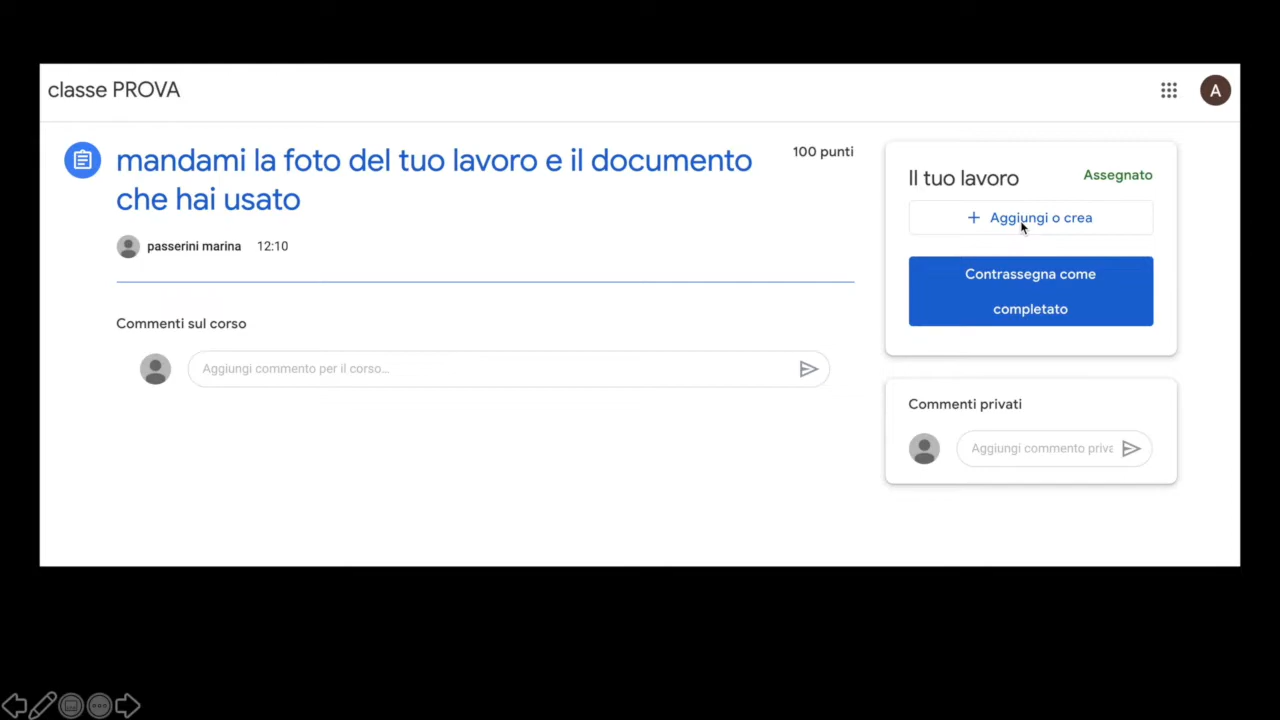 classe PROVA
A
mandami la foto del tuo lavoro e il documento
che hai usato
100 punti
passerini marina 12:10
Commenti sul corso
Aggiungi commento per il corso...
Il tuo lavoro
Assegnato
+ Aggiungi o crea
Contrassegna come
completato
Commenti privati
Aggiungi commento priva